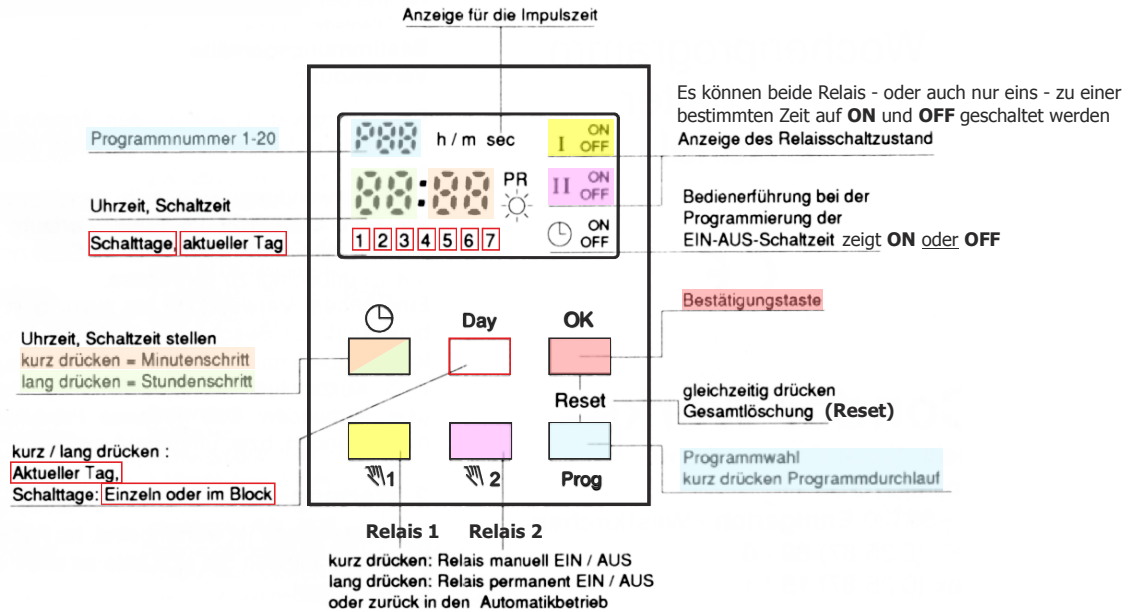 Anzeige für die Impulszeit
Es können beide Relais - oder auch nur eins - zu einer
bestimmten Zeit auf ON und OFF geschaltet werden
Anzeige des Relaisschaltzustand
Programmnummer 1-20
P88 h / m sec
I ON
OFF
Uhrzeit, Schaltzeit
88:88 PR
II ON
OFF
Schalttage, aktueller Tag
1 2 3 4 5 6 7
ON
OFF
Bedienerführung bei der
Programmierung der
EIN-AUS-Schaltzeit zeigt ON oder OFF
Bestätigungstaste
Day
OK
Uhrzeit, Schaltzeit stellen
kurz drücken = Minutenschritt
lang drücken = Stundenschritt
Reset
gleichzeitig drücken
Gesamtlöschung (Reset)
kurz / lang drücken :
Aktueller Tag,
Schalttage: Einzeln oder im Block
1
2
Prog
Programmwahl
kurz drücken Programmdurchlauf
Relais 1 Relais 2
kurz drücken: Relais manuell EIN / AUS
lang drücken: Relais permanent EIN / AUS
oder zurück in den Automatikbetrieb